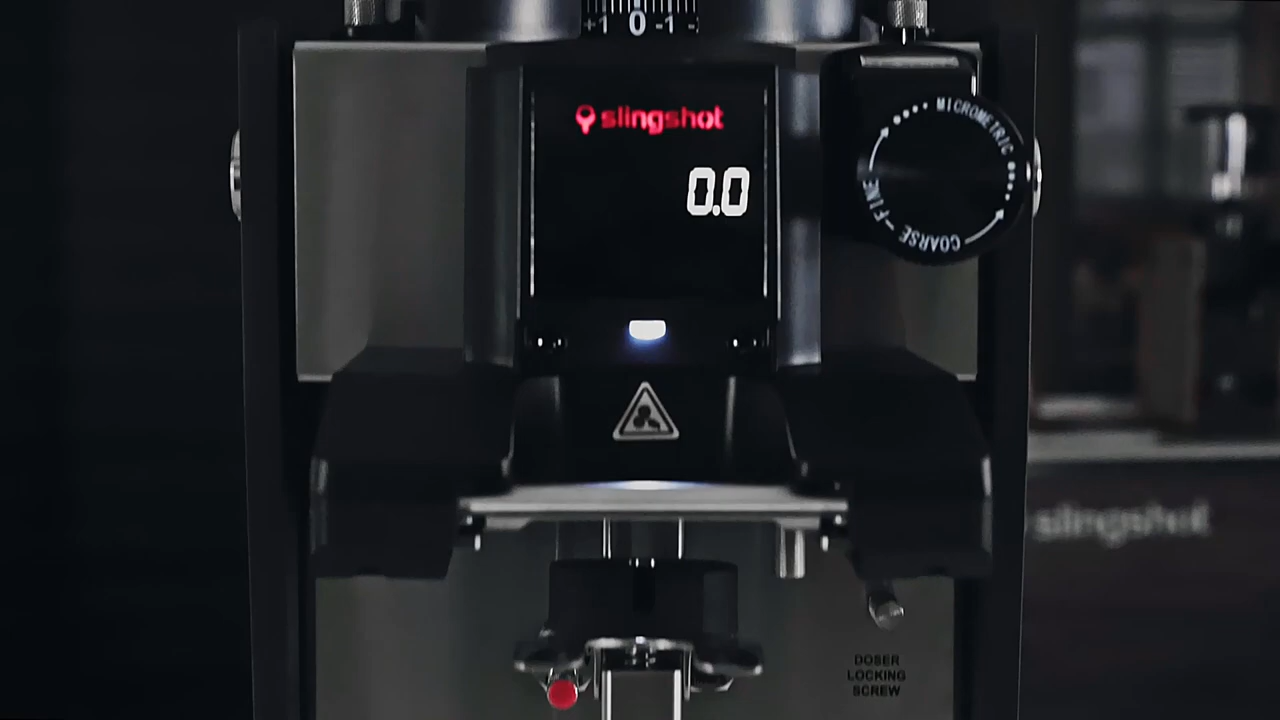 +1 0 -1 -
slingshot
0.0
MICROMETRIC
COARSE – FINE
slingshot
DOSER
LOCKING
SCREW